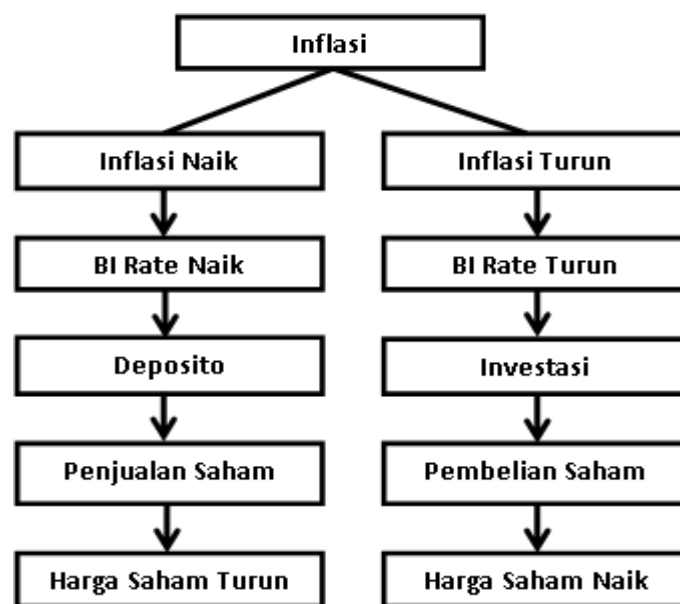 Inflasi
Inflasi Naik
Inflasi Turun
BI Rate Naik
BI Rate Turun
Deposito
Investasi
Penjualan Saham
Pembelian Saham
Harga Saham Turun
Harga Saham Naik